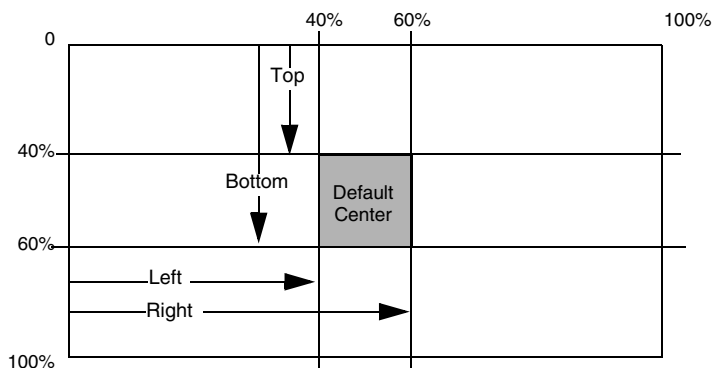 40% 60% 100%
0
Top
40%
Bottom
Default
Center
60%
Left
Right
100%